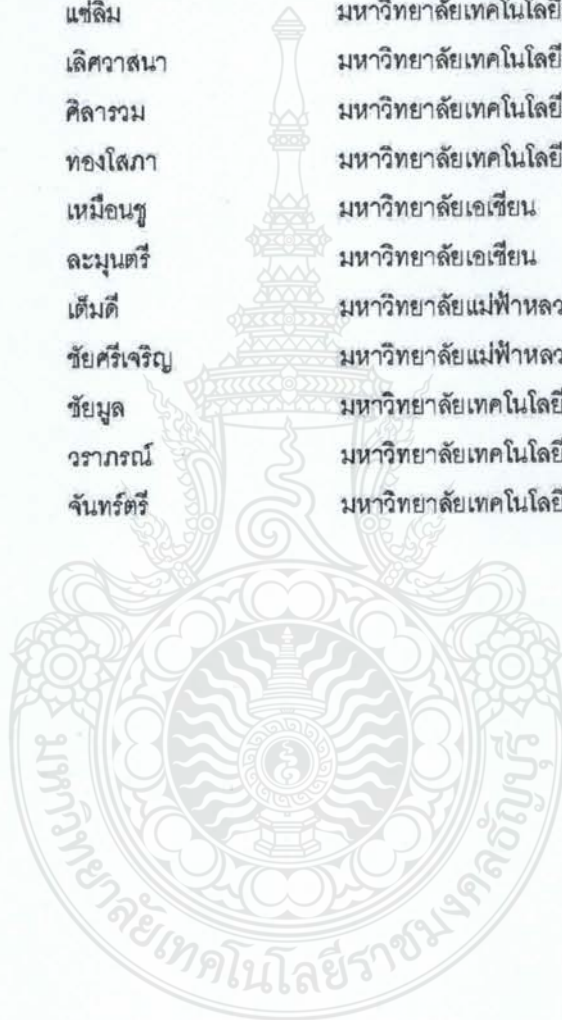 แซ่ลิ้ม มหาวิทยาลัยเทคโนโลยี
เลิศวาสนา มหาวิทยาลัยเทคโนโลยี
ศิลารวม มหาวิทยาลัยเทคโนโลยี
ทองโสภา มหาวิทยาลัยเทคโนโลยี
เหมือนชู มหาวิทยาลัยเอเชียน
ละมุนตรี มหาวิทยาลัยเอเชียน
เต็มดี มหาวิทยาลัยแม่ฟ้าหลว
ชัยศรีเจริญ มหาวิทยาลัยแม่ฟ้าหลว
ชัยมูล มหาวิทยาลัยเทคโนโลยี
วราภรณ์ มหาวิทยาลัยเทคโนโลยี
จันทร์ตรี มหาวิทยาลัยเทคโนโลยี
มหาวิทยาลัยเทคโนโลยีราชมงคลธัญบุรี